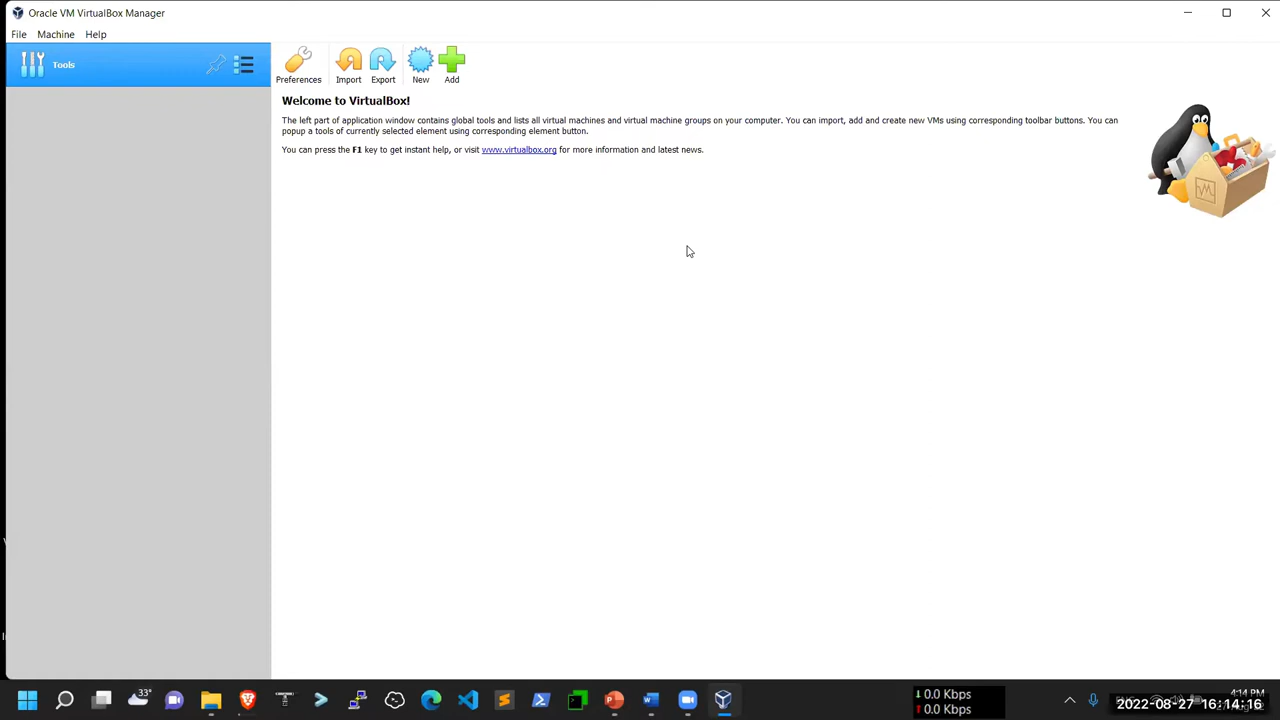 Oracle VM VirtualBox Manager
File Machine Help
Tools
Preferences Import Export New Add
Welcome to VirtualBox!
The left part of application window contains global tools and lists all virtual machines and virtual machine groups on your computer. You can import, add and create new VMs using corresponding toolbar buttons. You can
popup a tools of currently selected element using corresponding element button.
You can press the F1 key to get instant help, or visit www.virtualbox.org for more information and latest news.
33°
↓ 0.0 Kbps
↑ 0.0 Kbps
2022-08-27 16:14:16